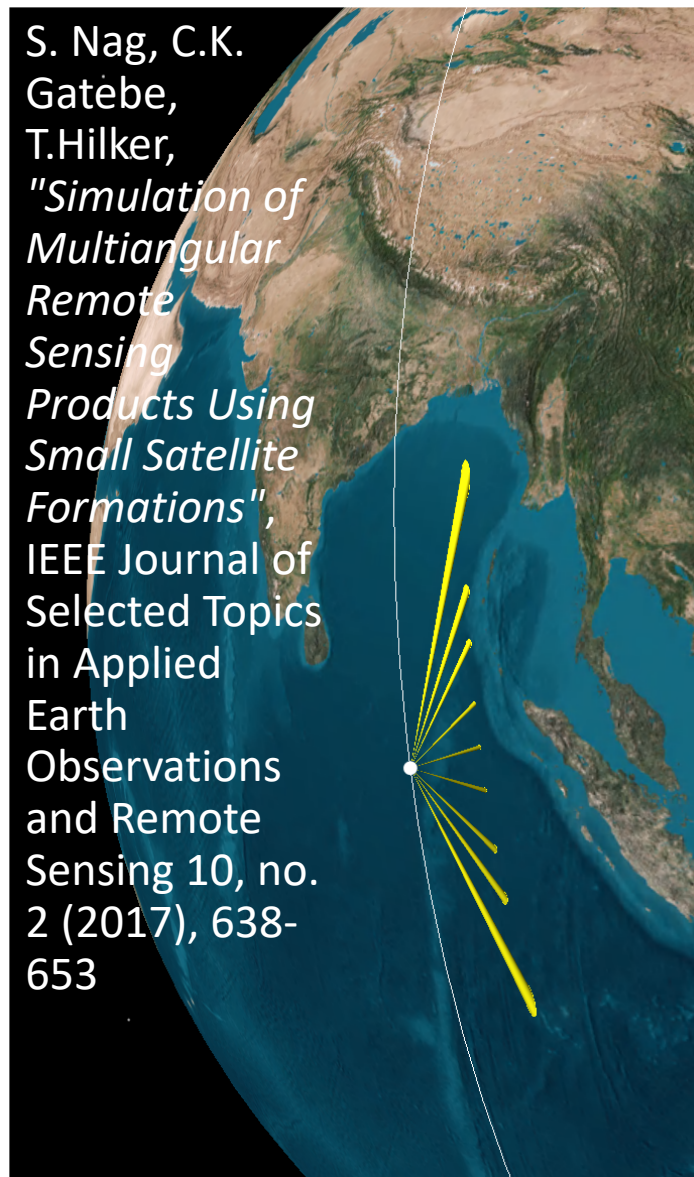 S. Nag, C.K.
Gatebe,
T.Hilker,
"Simulation of
Multiangular
Remote
Sensing
Products Using
Small Satellite
Formations",
IEEE Journal of
Selected Topics
in Applied
Earth
Observations
and Remote
Sensing 10, no.
2 (2017), 638-
653